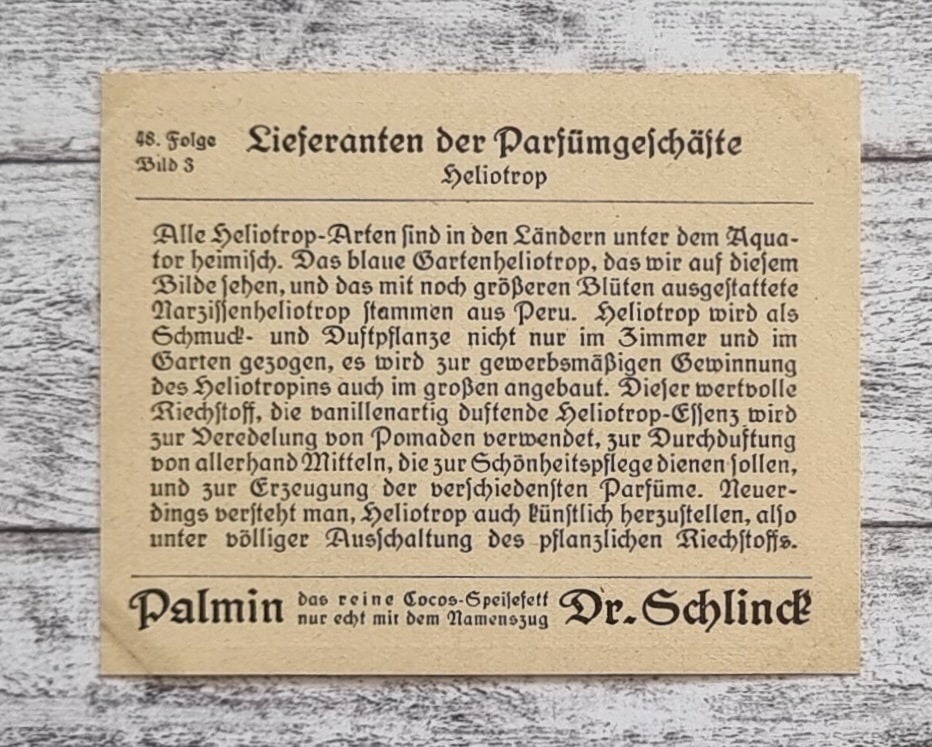 48. Folge
Bild 3
Lieferanten der Parfümgeschäfte
Heliotrop
Alle Heliotrop-Arten sind in den Ländern unter dem Äqua-
tor heimisch. Das blaue Gartenheliotrop, das wir auf diesem
Bilde sehen, und das mit noch größeren Blüten ausgestattete
Narzissenheliotrop stammen aus Peru. Heliotrop wird als
Schmuck- und Duftpflanze nicht nur im Zimmer und im
Garten gezogen, es wird zur gewerbsmäßigen Gewinnung
des Heliotropins auch im großen angebaut. Dieser wertvolle
Riechstoff, die vanillenartig duftende Heliotrop-Essenz wird
zur Veredelung von Pomaden verwendet, zur Durchduftung
von allerhand Mitteln, die zur Schönheitspflege dienen sollen,
und zur Erzeugung der verschiedensten Parfüme. Neuer-
dings versteht man, Heliotrop auch künstlich herzustellen, also
unter völliger Ausschaltung des pflanzlichen Riechstoffs.
Palmin das reine Cocos-Speisefett Dr. Schlinck
nur echt mit dem Namenszug